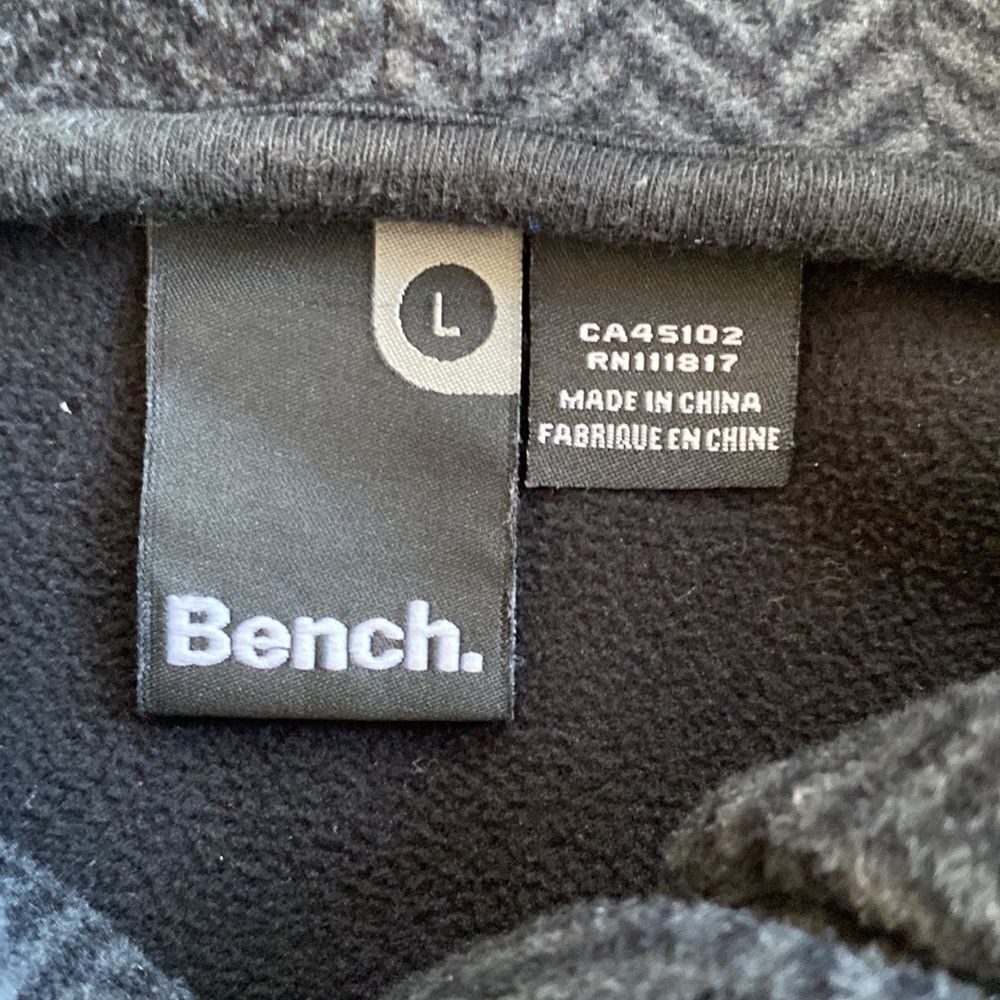 L
CA45102
RN111817
MADE IN CHINA
FABRIQUE EN CHINE
Bench.